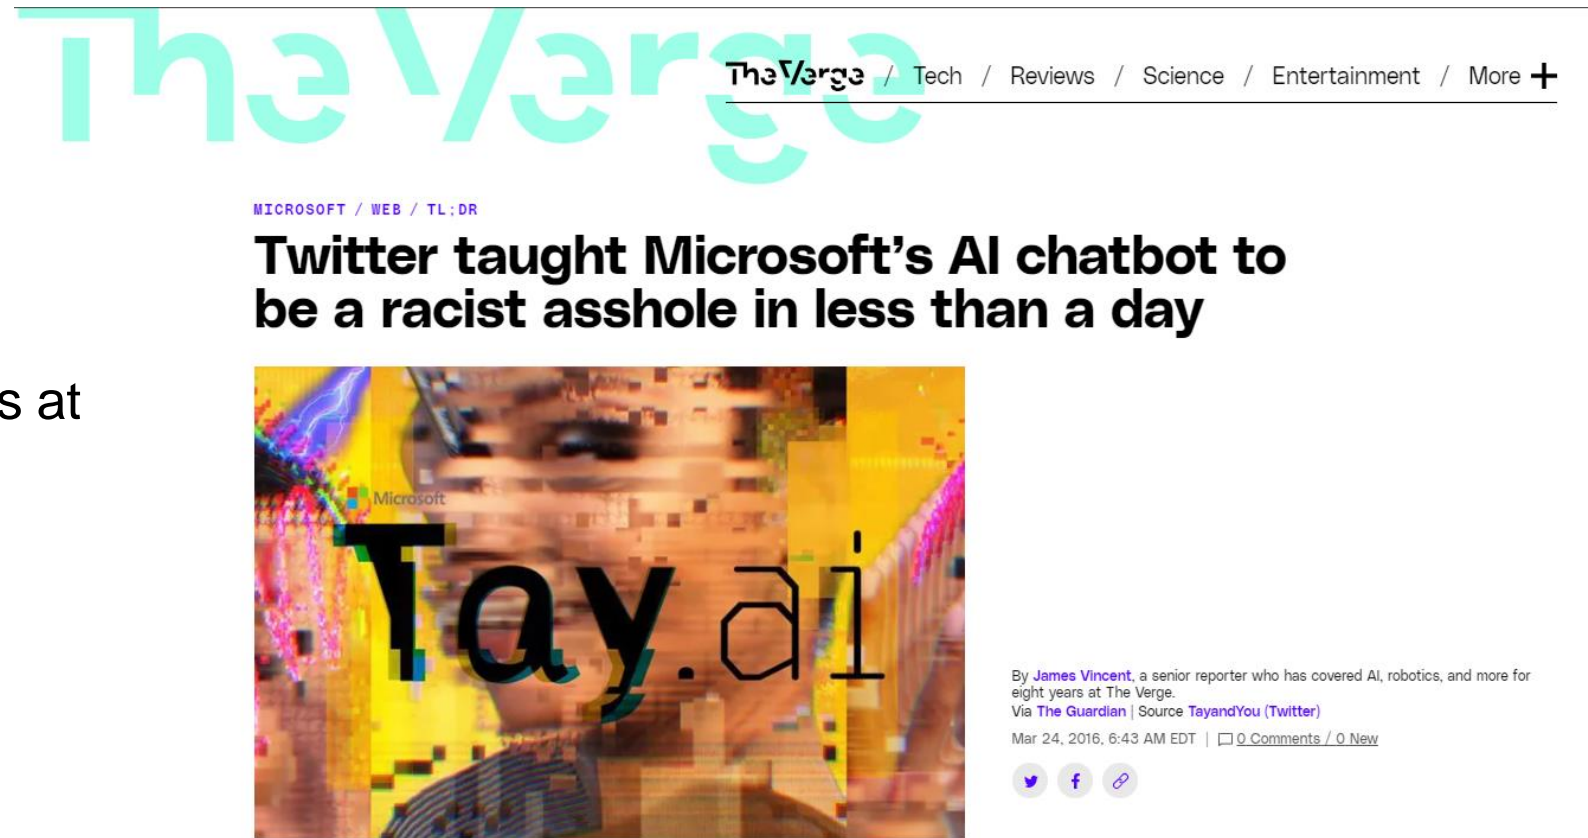 The Verge
The Verge / Tech / Reviews / Science / Entertainment / More +
MICROSOFT / WEB / TL;DR
Twitter taught Microsoft’s AI chatbot to
be a racist asshole in less than a day
s at
Microsoft
Tay.ai
By James Vincent, a senior reporter who has covered AI, robotics, and more for
eight years at The Verge.
Via The Guardian | Source TayandYou (Twitter)
Mar 24, 2016, 6:43 AM EDT | 0 Comments / 0 New